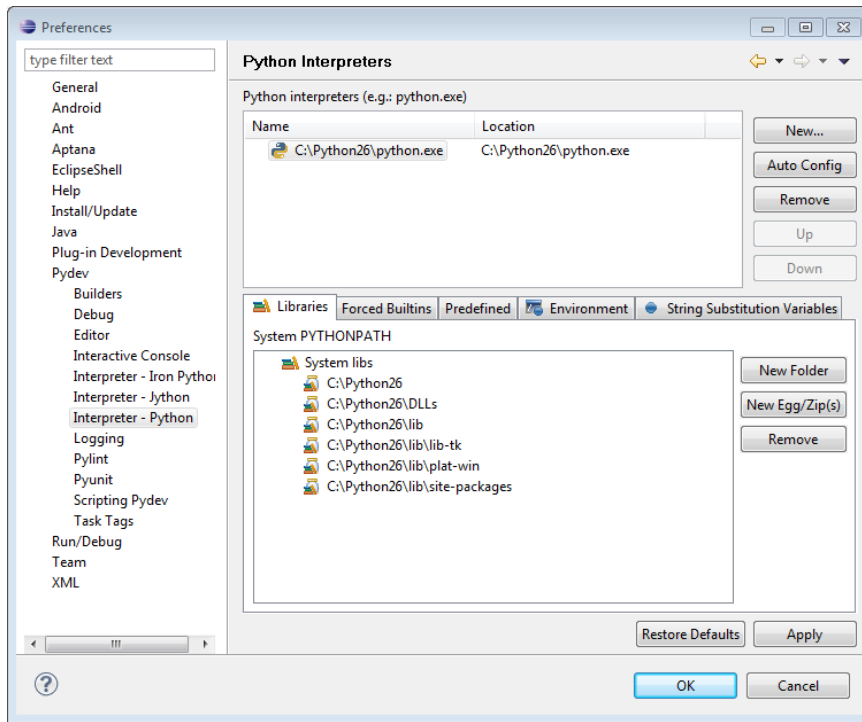 Preferences
type filter text
General
Android
Ant
Aptana
EclipseShell
Help
Install/Update
Java
Plug-in Development
Pydev
Builders
Debug
Editor
Interactive Console
Interpreter - Iron Python
Interpreter - Jython
Interpreter - Python
Logging
Pylint
Pyunit
Scripting Pydev
Task Tags
Run/Debug
Team
XML
Python Interpreters
Python interpreters (e.g.: python.exe)
Name Location
C:\Python26\python.exe C:\Python26\python.exe
New...
Auto Config
Remove
Up
Down
Libraries Forced Builtins Predefined Environment String Substitution Variables
System PYTHONPATH
System libs
C:\Python26
C:\Python26\DLLs
C:\Python26\lib
C:\Python26\lib\lib-tk
C:\Python26\lib\plat-win
C:\Python26\lib\site-packages
New Folder
New Egg/Zip(s)
Remove
Restore Defaults Apply
OK Cancel